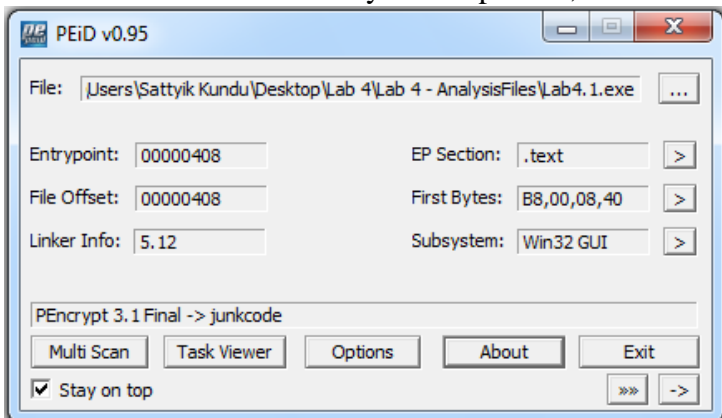 PEiD v0.95
File: \Users\Sattyik Kundu\Desktop\Lab 4\Lab 4 - AnalysisFiles\Lab4.1.exe ...
Entrypoint: 00000408 EP Section: .text >
File Offset: 00000408 First Bytes: B8,00,08,40 >
Linker Info: 5.12 Subsystem: Win32 GUI >
PEncrypt 3.1 Final -> junkcode
Multi Scan Task Viewer Options About Exit
Stay on top »» ->